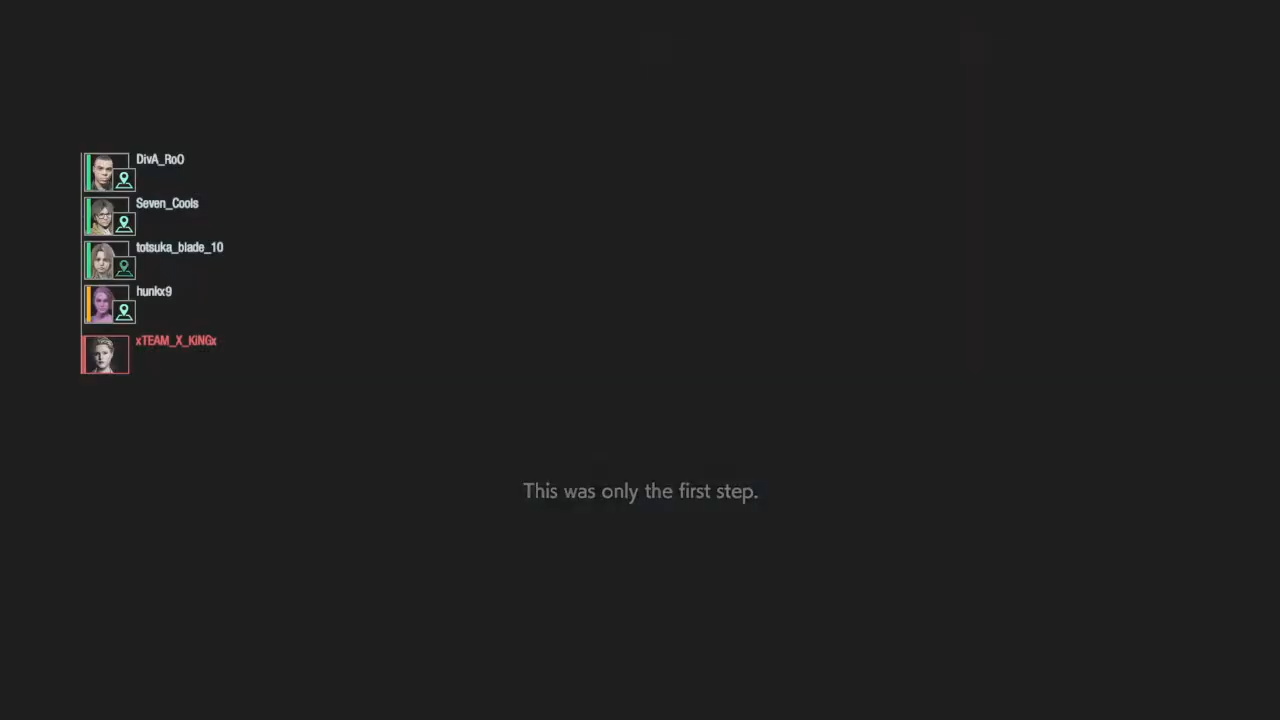 DivA_RoO
Seven_Cools
totsuka_blade_10
hunkx9
xTEAM_X_KiNGx
This was only the first step.